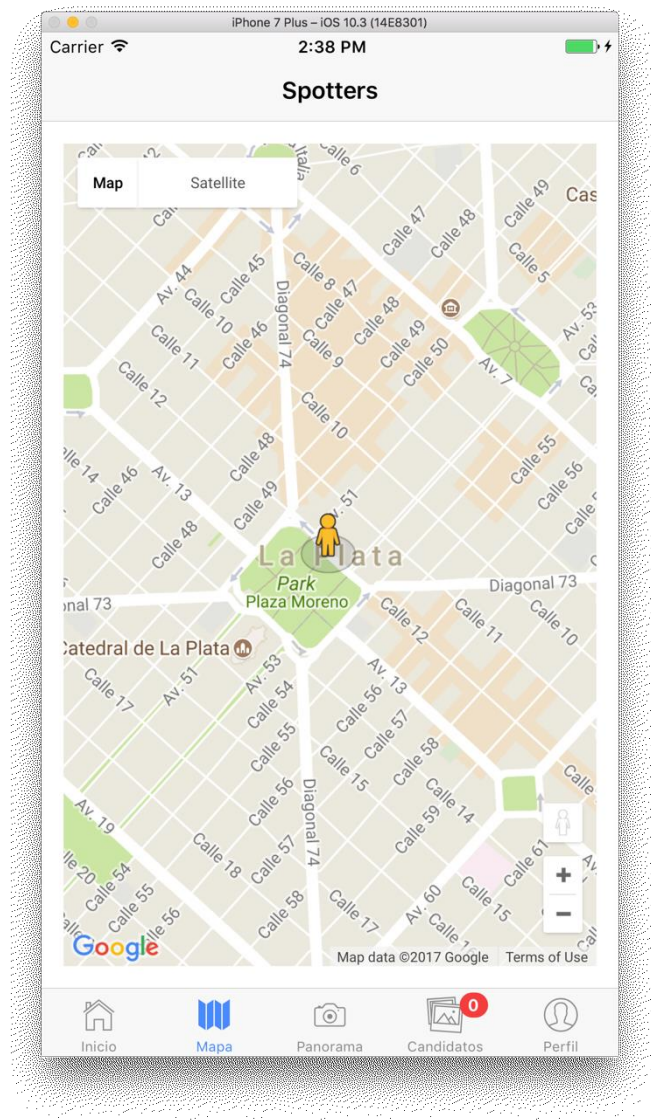 iPhone 7 Plus – iOS 10.3 (14E8301)
Carrier 2:38 PM
Spotters
Map Satellite
Calle 6
Calle 47
Calle 48
Calle 49
Cas
Calle 5
Av. 44
Calle 45
Calle 8
Calle 10
Calle 47
Diagonal 74
Calle 46
Calle 48
Calle 9
Calle 49
Calle 50
Av. 53
Calle 11
Calle 12
Av. 7
Calle 10
Calle 48
Calle 46
Av. 13
Calle 49
Calle 48
Calle 55
Calle 56
La Plata
Park
Plaza Moreno
Diagonal 73
onal 73
Calle 12
Calle 11
Calle 10
Catedral de La Plata
Calle 17
Av. 51
Av. 53
Calle 54
Av. 13
Calle 56
Calle 57
Calle 55
Calle 58
Calle 15
Calle 56
Diagonal 74
Calle 14
Calle 59
Av. 19
Calle 18
Calle 57
Calle 61
Calle 54
Calle 55
Calle 58
Calle 17
Av. 60
Calle 15
+
−
Google
Map data ©2017 Google Terms of Use
0
Inicio Mapa Panorama Candidatos Perfil